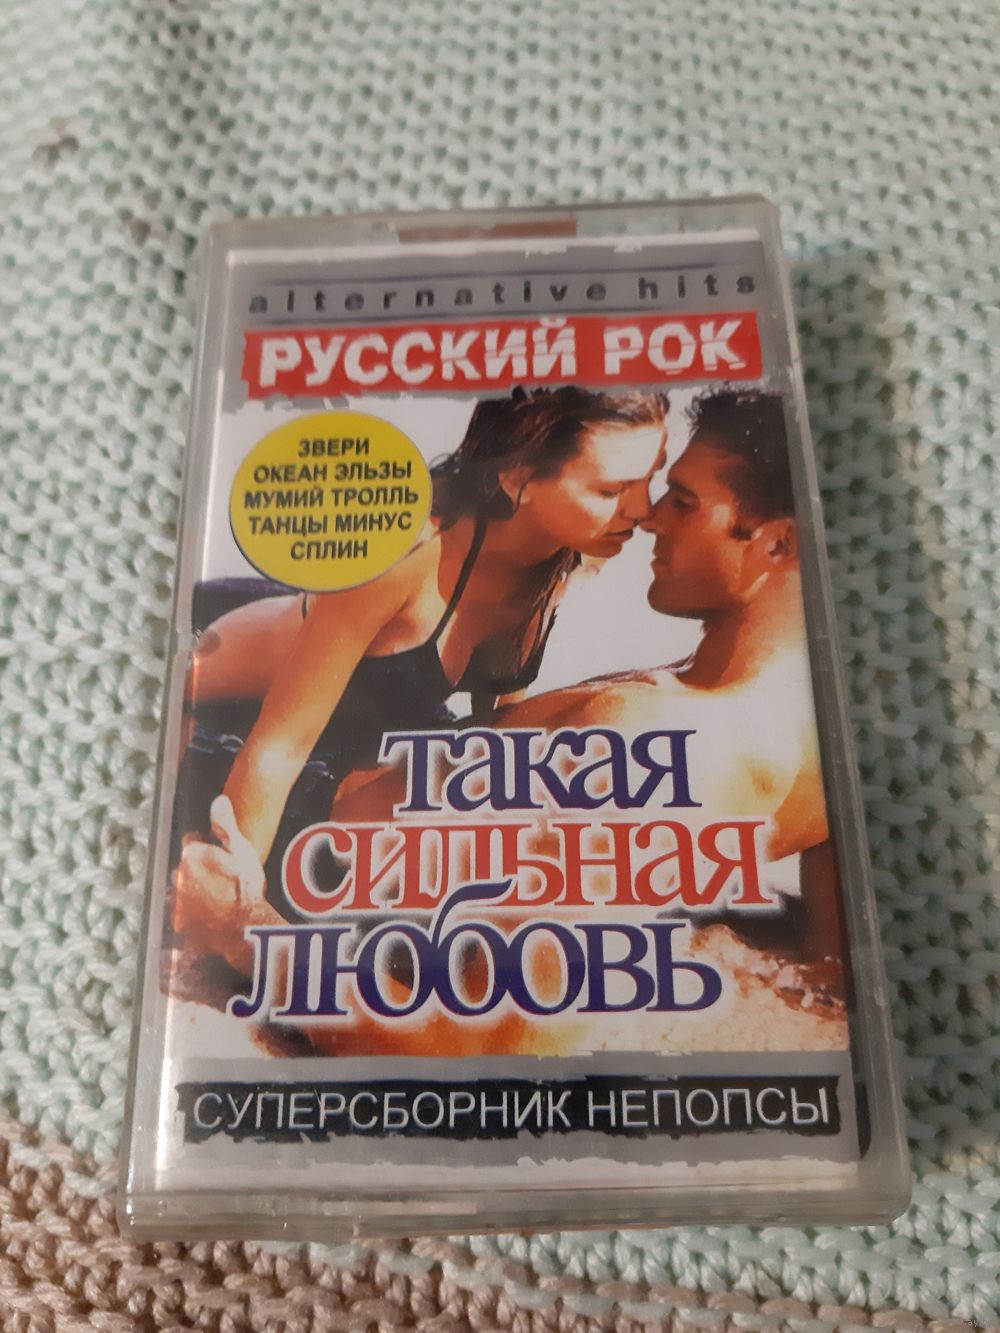 alternative hits
РУССКИЙ РОК
ЗВЕРИ
ОКЕАН ЭЛЬЗЫ
МУМИЙ ТРОЛЛЬ
ТАНЦЫ МИНУС
СПЛИН
ТАКАЯ
СИЛЬНАЯ
ЛЮБОВЬ
СУПЕРСБОРНИК НЕПОПСЫ